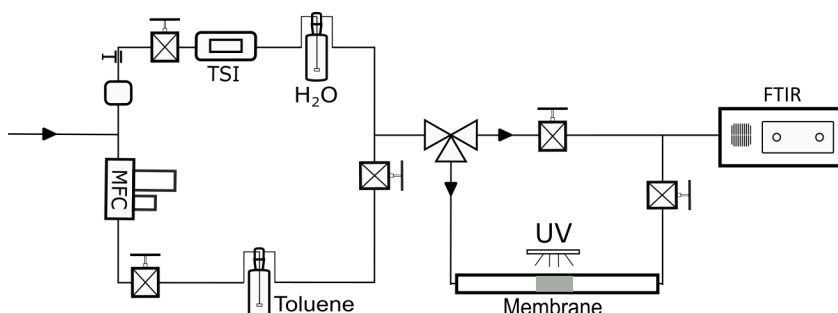 TSI
H₂O
FTIR
MFC
UV
Toluene
Membrane